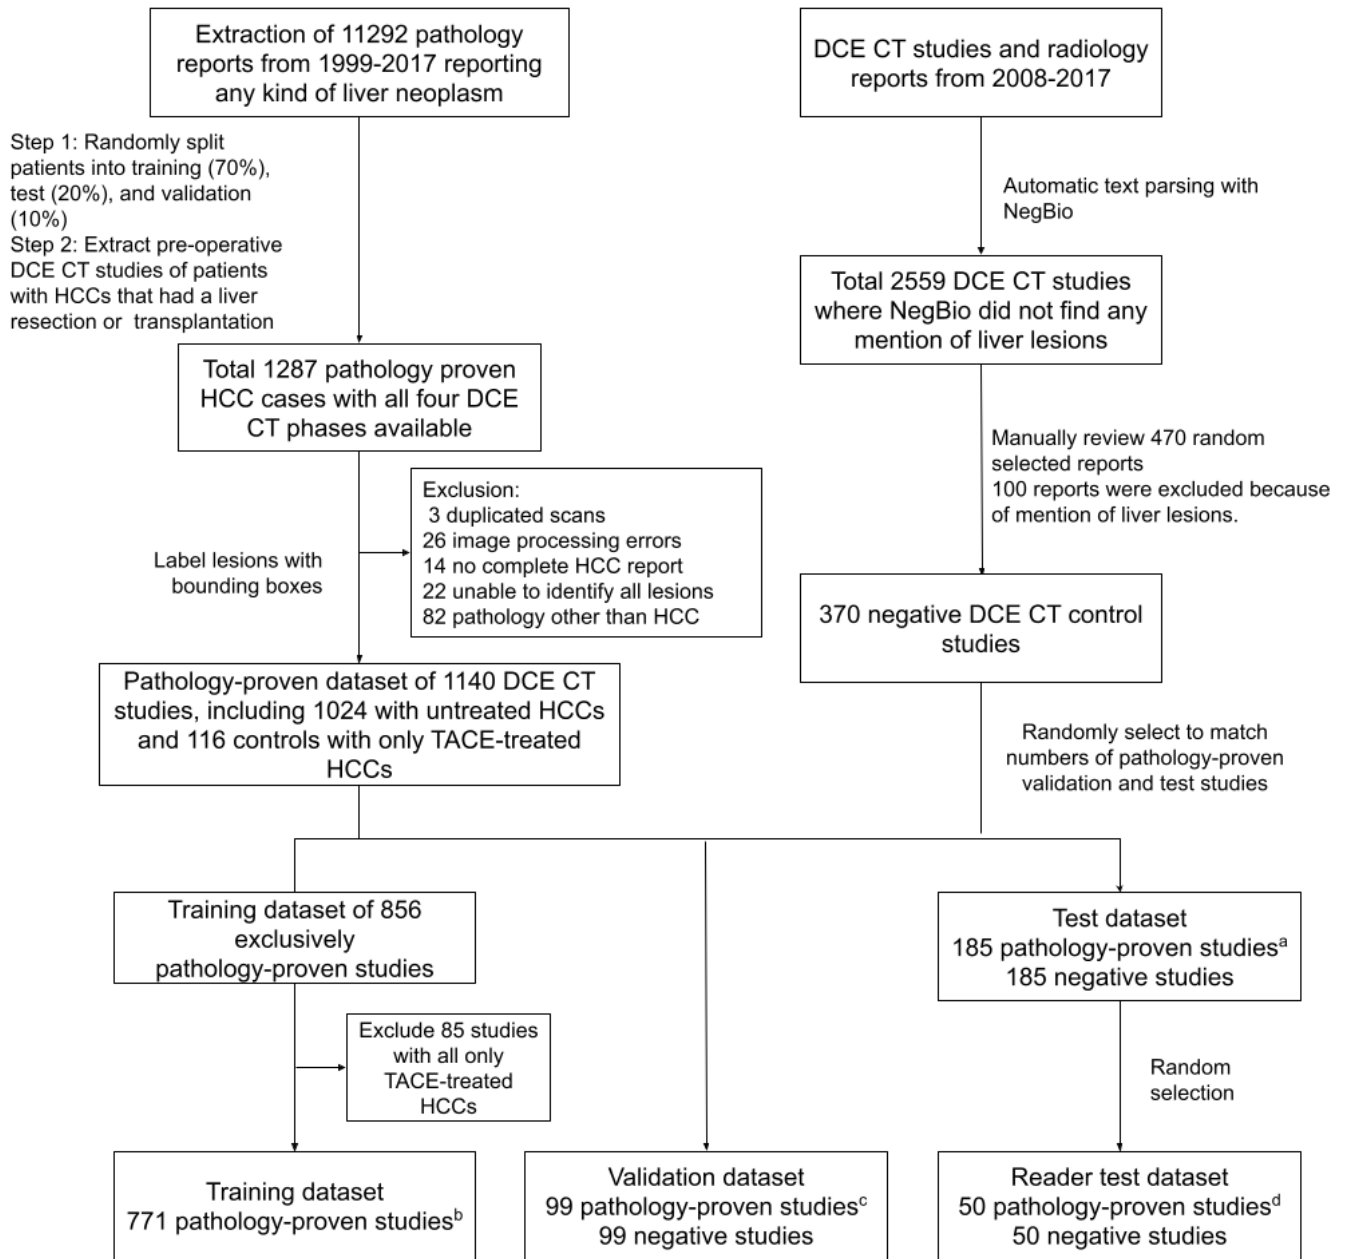 Extraction of 11292 pathology
reports from 1999-2017 reporting
any kind of liver neoplasm
DCE CT studies and radiology
reports from 2008-2017
Step 1: Randomly split
patients into training (70%),
test (20%), and validation
(10%)
Step 2: Extract pre-operative
DCE CT studies of patients
with HCCs that had a liver
resection or transplantation
Automatic text parsing with
NegBio
Total 2559 DCE CT studies
where NegBio did not find any
mention of liver lesions
Total 1287 pathology proven
HCC cases with all four DCE
CT phases available
Manually review 470 random
selected reports
100 reports were excluded because
of mention of liver lesions.
Exclusion:
3 duplicated scans
26 image processing errors
14 no complete HCC report
22 unable to identify all lesions
82 pathology other than HCC
Label lesions with
bounding boxes
370 negative DCE CT control
studies
Pathology-proven dataset of 1140 DCE CT
studies, including 1024 with untreated HCCs
and 116 controls with only TACE-treated
HCCs
Randomly select to match
numbers of pathology-proven
validation and test studies
Training dataset of 856
exclusively
pathology-proven studies
Test dataset
185 pathology-proven studiesᵃ
185 negative studies
Exclude 85 studies
with all only
TACE-treated
HCCs
Random
selection
Training dataset
771 pathology-proven studiesᵇ
Validation dataset
99 pathology-proven studiesᶜ
99 negative studies
Reader test dataset
50 pathology-proven studiesᵈ
50 negative studies